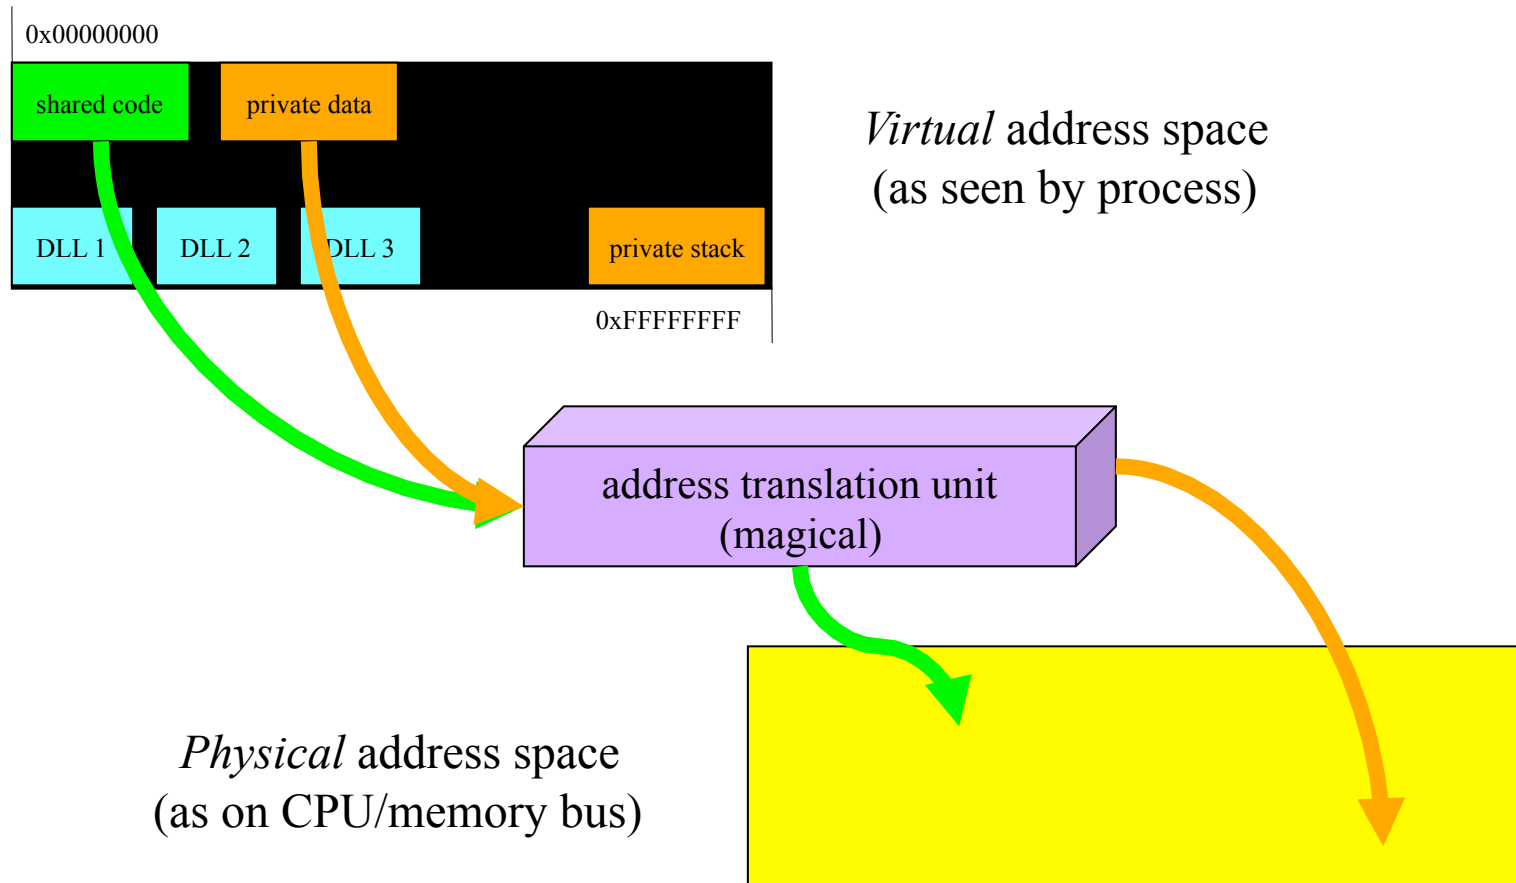 0x00000000
shared code
private data
Virtual address space
(as seen by process)
DLL 1
DLL 2
DLL 3
private stack
0xFFFFFFFF
address translation unit
(magical)
Physical address space
(as on CPU/memory bus)